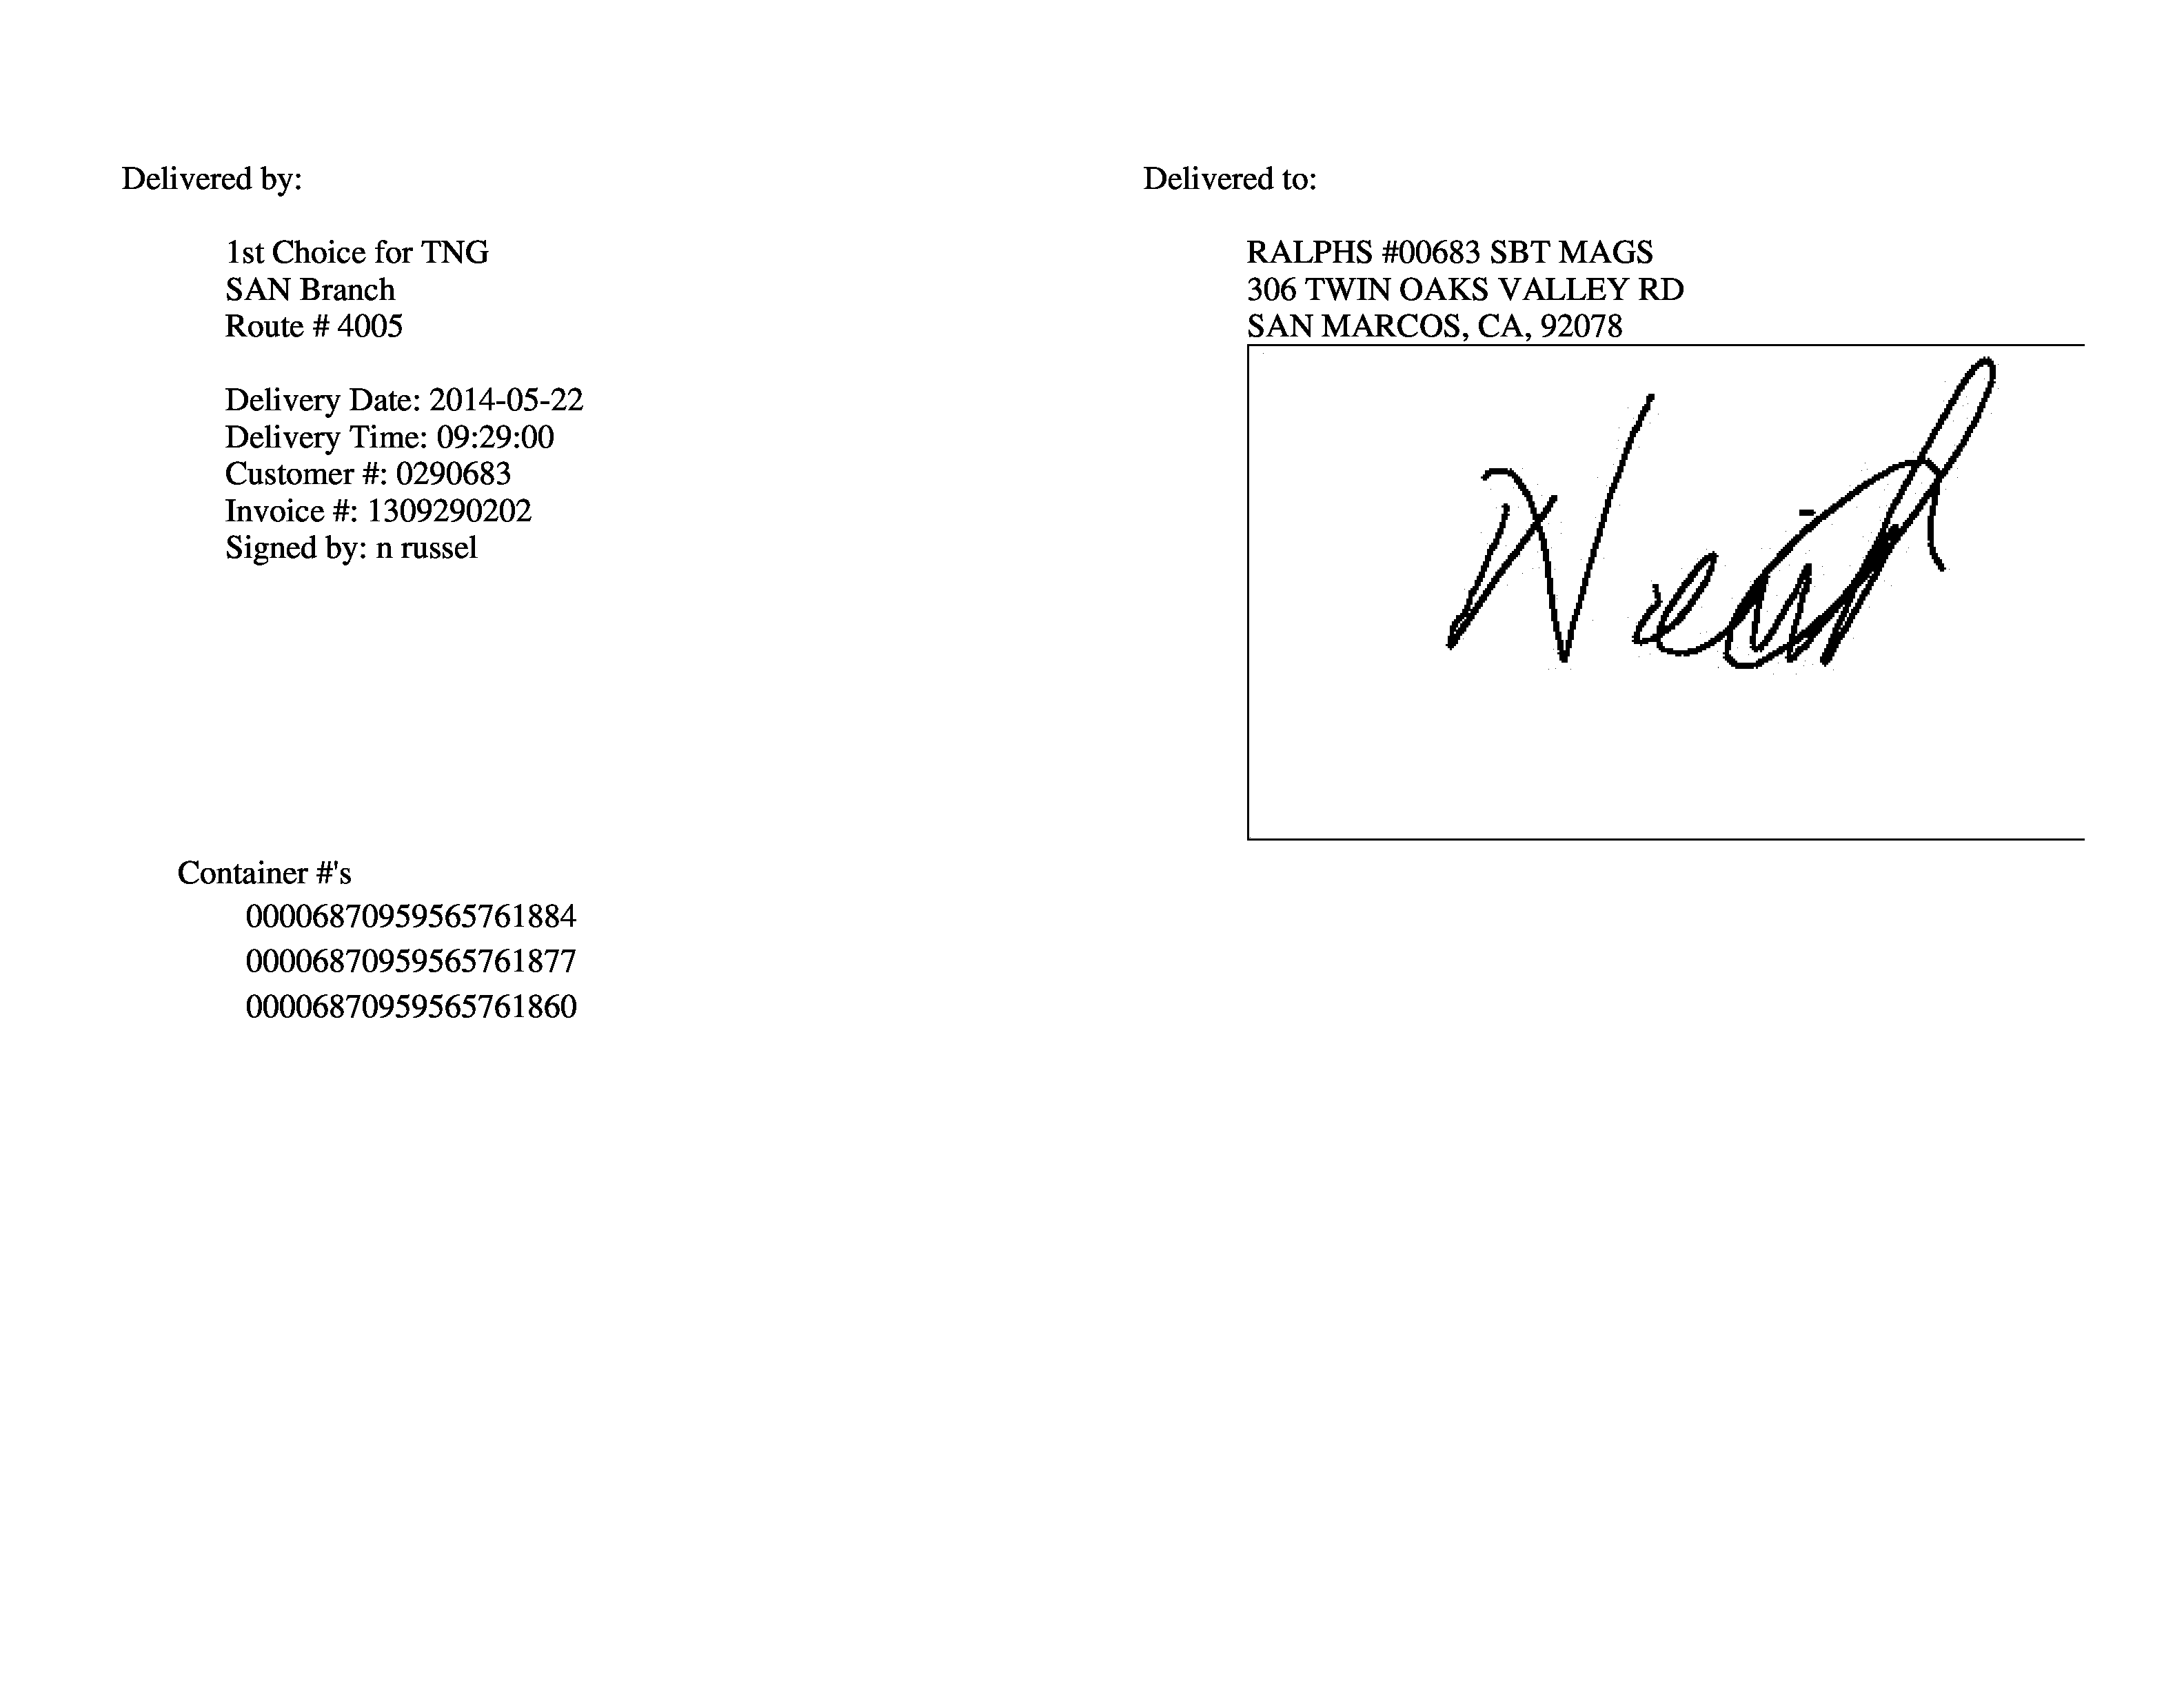 Delivered by:
1st Choice for TNG
SAN Branch
Route # 4005
Delivery Date: 2014-05-22
Delivery Time: 09:29:00
Customer #: 0290683
Invoice #: 1309290202
Signed by: n russel
Delivered to:
RALPHS #00683 SBT MAGS
306 TWIN OAKS VALLEY RD
SAN MARCOS, CA, 92078
Container #'s
00006870959565761884
00006870959565761877
00006870959565761860